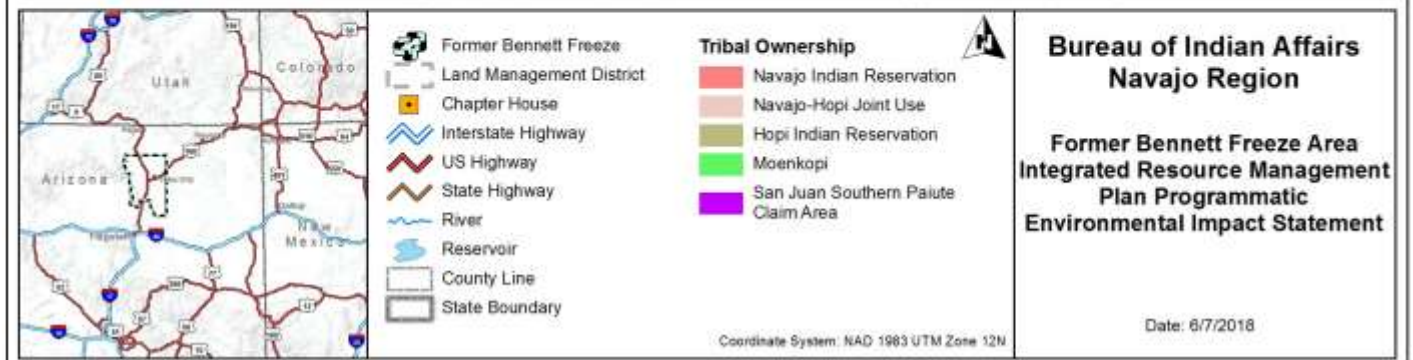 Utah
Colorado
Arizona
New
Mexico
Former Bennett Freeze
Land Management District
Chapter House
Interstate Highway
US Highway
State Highway
River
Reservoir
County Line
State Boundary
Tribal Ownership
Navajo Indian Reservation
Navajo-Hopi Joint Use
Hopi Indian Reservation
Moenkopi
San Juan Southern Paiute
Claim Area
Coordinate System: NAD 1983 UTM Zone 12N
Bureau of Indian Affairs
Navajo Region
Former Bennett Freeze Area
Integrated Resource Management
Plan Programmatic
Environmental Impact Statement
Date: 6/7/2018